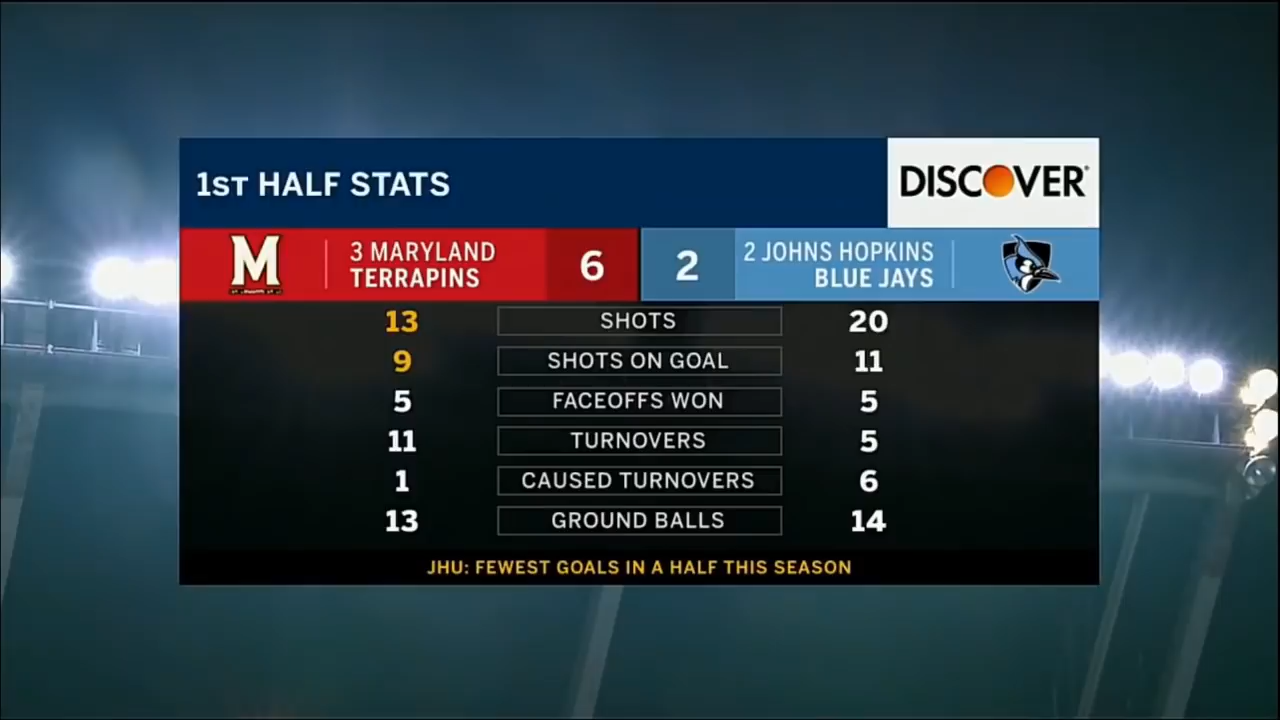 1ST HALF STATS
DISCOVER
M
3 MARYLAND
TERRAPINS
6
2
2 JOHNS HOPKINS
BLUE JAYS
13 SHOTS 20
9 SHOTS ON GOAL 11
5 FACEOFFS WON 5
11 TURNOVERS 5
1 CAUSED TURNOVERS 6
13 GROUND BALLS 14
JHU: FEWEST GOALS IN A HALF THIS SEASON